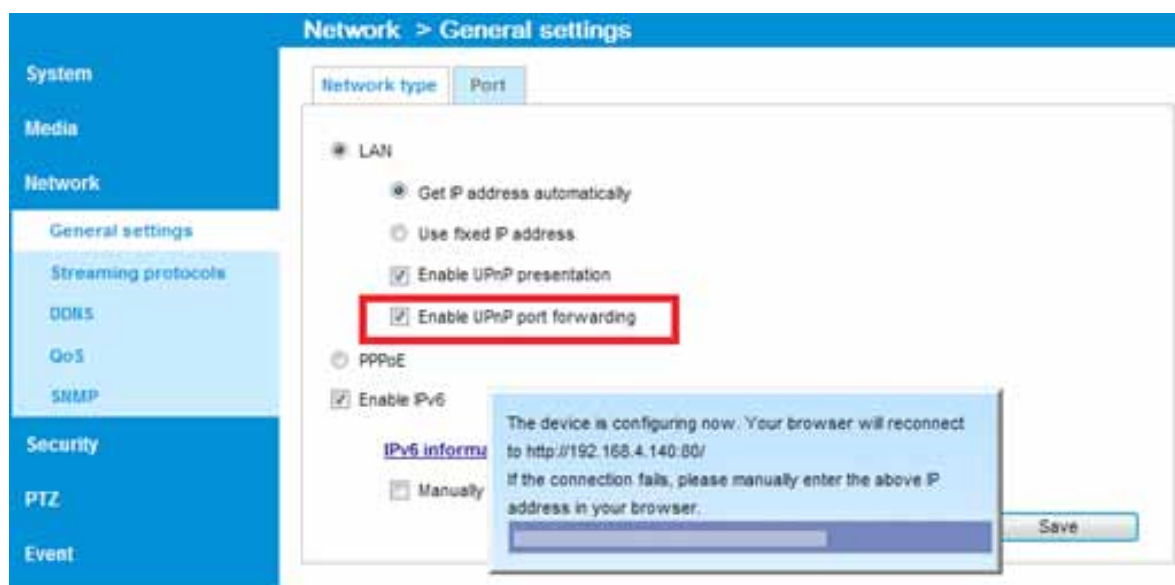 Network > General settings
System
Media
Network
General settings
Streaming protocols
DDNS
QoS
SNMP
Security
PTZ
Event
Network type
Port
LAN
Get IP address automatically
Use fixed IP address
Enable UPnP presentation
Enable UPnP port forwarding
PPPoE
Enable IPv6
IPv6 informa
Manually
The device is configuring now. Your browser will reconnect
to http://192.168.4.140:80/
If the connection fails, please manually enter the above IP
address in your browser.
Save